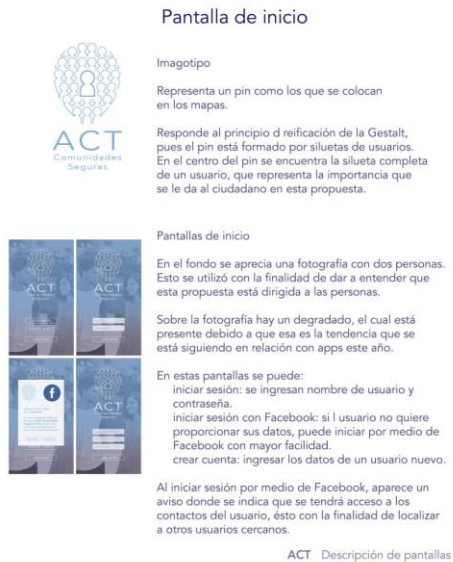 Pantalla de inicio
ACT
Comunidades
Seguras
Imagotipo
Representa un pin como los que se colocan
en los mapas.
Responde al principio d reificación de la Gestalt,
pues el pin está formado por siluetas de usuarios.
En el centro del pin se encuentra la silueta completa
de un usuario, que representa la importancia que
se le da al ciudadano en esta propuesta.
ACT
ACT
ACT
Pantallas de inicio
En el fondo se aprecia una fotografía con dos personas.
Esto se utilizó con la finalidad de dar a entender que
esta propuesta está dirigida a las personas.
Sobre la fotografía hay un degradado, el cual está
presente debido a que esa es la tendencia que se
está siguiendo en relación con apps este año.
En estas pantallas se puede:
iniciar sesión: se ingresan nombre de usuario y
contraseña.
iniciar sesión con Facebook: si l usuario no quiere
proporcionar sus datos, puede iniciar por medio de
Facebook con mayor facilidad.
crear cuenta: ingresar los datos de un usuario nuevo.
Al iniciar sesión por medio de Facebook, aparece un
aviso donde se indica que se tendrá acceso a los
contactos del usuario, ésto con la finalidad de localizar
a otros usuarios cercanos.
ACT Descripción de pantallas